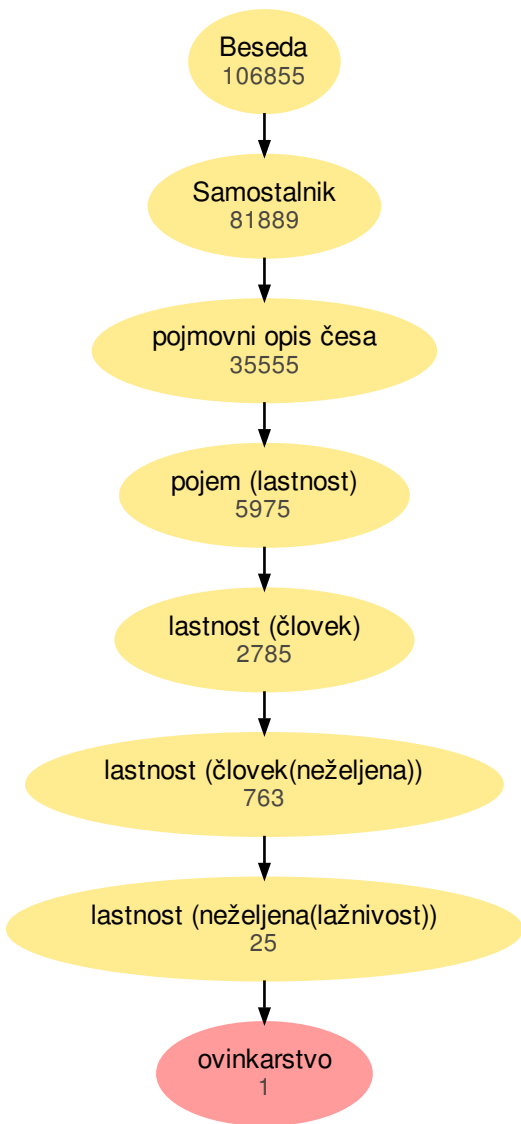 Beseda
106855
Samostalnik
81889
pojmovni opis česa
35555
pojem (lastnost)
5975
lastnost (človek)
2785
lastnost (človek(neželjena))
763
lastnost (neželjena(lažnivost))
25
ovinkarstvo
1